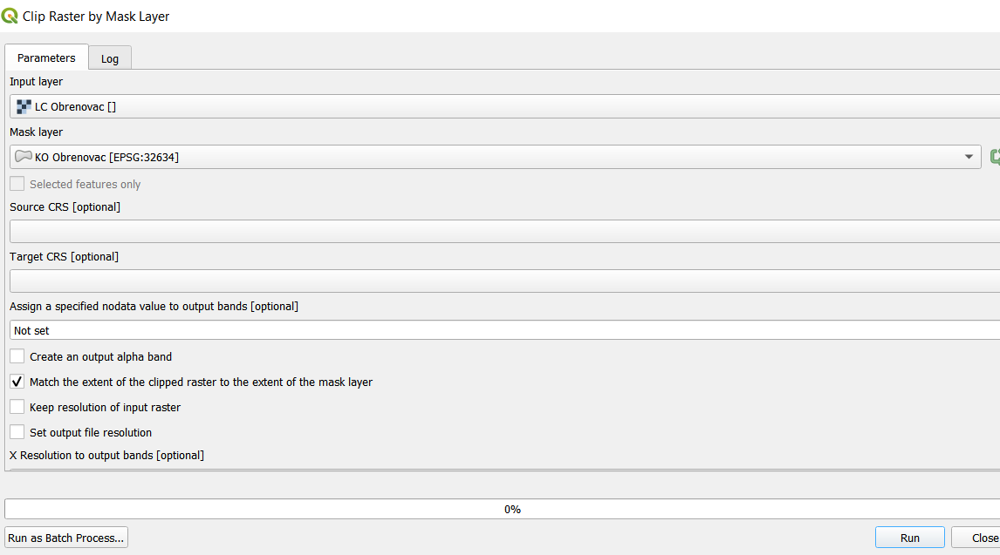 Clip Raster by Mask Layer
Parameters
Log
Input layer
LC Obrenovac []
Mask layer
KO Obrenovac [EPSG:32634]
Selected features only
Source CRS [optional]
Target CRS [optional]
Assign a specified nodata value to output bands [optional]
Not set
Create an output alpha band
Match the extent of the clipped raster to the extent of the mask layer
Keep resolution of input raster
Set output file resolution
X Resolution to output bands [optional]
0%
Run as Batch Process...
Run
Close